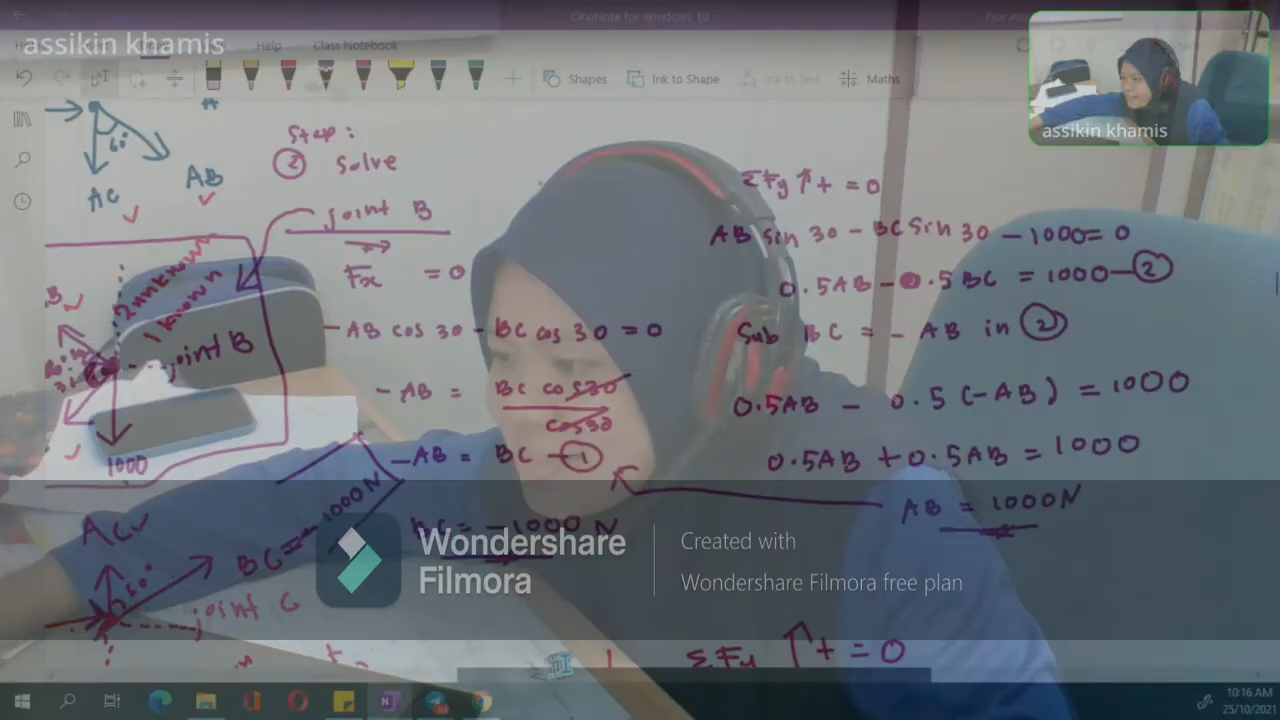 OneNote for Windows 10
assikin khamis
Help
Class Notebook
Shapes
Ink to Shape
Ink to Text
Maths
assikin khamis
60°
AC
AB
Step:
② Solve
joint B
Fx = 0
-AB cos 30 - BC cos 30 = 0
-AB = BC cos30
cos30
-AB = BC - ①
BC = -1000 N
2 unknown
1 known
joint B
1000
ΣFy ↑+ = 0
AB sin 30 - BC Sin 30 - 1000 = 0
0.5AB - 0.5BC = 1000 - ②
Sub BC = - AB in ②
0.5AB - 0.5 (-AB) = 1000
0.5AB + 0.5AB = 1000
AB = 1000N
AC
60°
BC = -1000 N
joint C
ΣFy ↑+ = 0
Wondershare
Filmora
Created with
Wondershare Filmora free plan
10:16 AM
25/10/2021